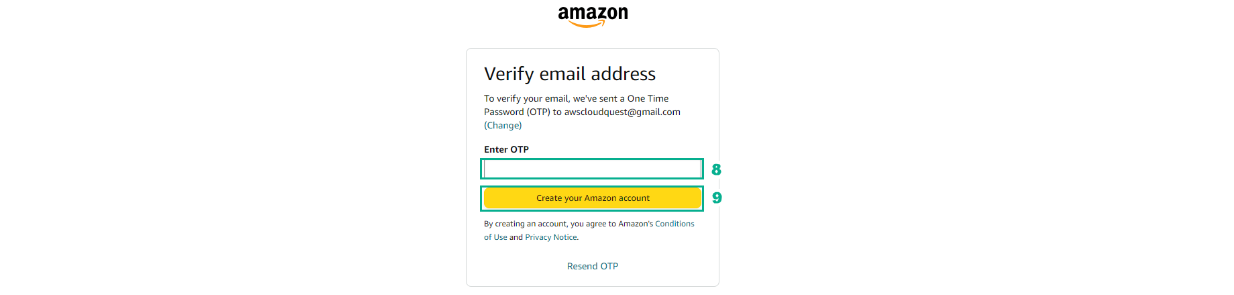 amazon
Verify email address
To verify your email, we've sent a One Time
Password (OTP) to awscloudquest@gmail.com
(Change)
Enter OTP
8
Create your Amazon account
9
By creating an account, you agree to Amazon's Conditions
of Use and Privacy Notice.
Resend OTP